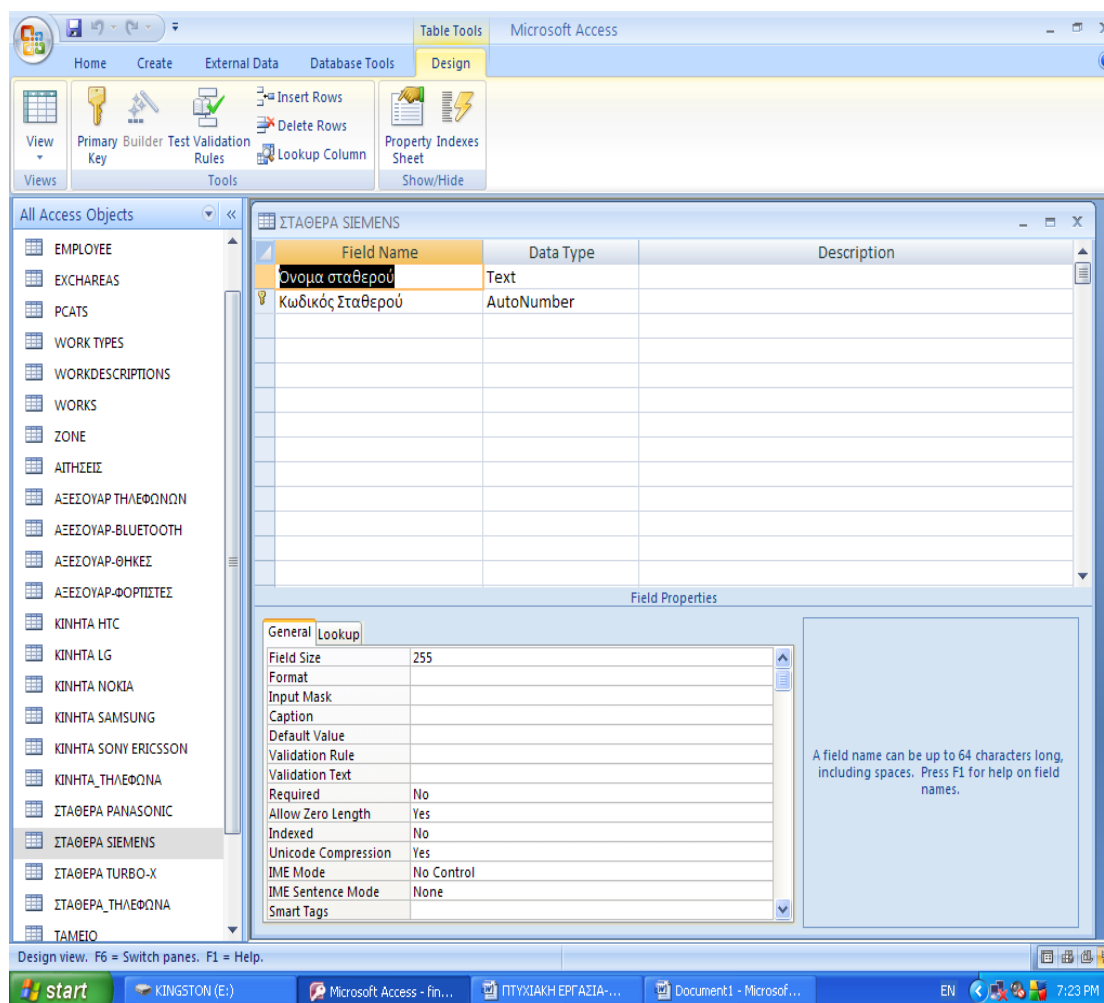 Table Tools Microsoft Access
Home Create External Data Database Tools Design
View
Primary Key
Builder
Test Validation Rules
Insert Rows
Delete Rows
Lookup Column
Property Sheet
Indexes
Views Tools Show/Hide
All Access Objects
EMPLOYEE
EXCHAREAS
PCATS
WORK TYPES
WORKDESCRIPTIONS
WORKS
ZONE
ΑΙΤΗΣΕΙΣ
ΑΞΕΣΟΥΑΡ ΤΗΛΕΦΩΝΩΝ
ΑΞΕΣΟΥΑΡ-BLUETOOTH
ΑΞΕΣΟΥΑΡ-ΘΗΚΕΣ
ΑΞΕΣΟΥΑΡ-ΦΟΡΤΙΣΤΕΣ
ΚΙΝΗΤΑ HTC
ΚΙΝΗΤΑ LG
ΚΙΝΗΤΑ NOKIA
ΚΙΝΗΤΑ SAMSUNG
ΚΙΝΗΤΑ SONY ERICSSON
ΚΙΝΗΤΑ_ΤΗΛΕΦΩΝΑ
ΣΤΑΘΕΡΑ PANASONIC
ΣΤΑΘΕΡΑ SIEMENS
ΣΤΑΘΕΡΑ TURBO-X
ΣΤΑΘΕΡΑ_ΤΗΛΕΦΩΝΑ
ΤΑΜΕΙΟ
ΣΤΑΘΕΡΑ SIEMENS
Field Name Data Type Description
Όνομα σταθερού Text
Κωδικός Σταθερού AutoNumber
Field Properties
General Lookup
Field Size 255
Format
Input Mask
Caption
Default Value
Validation Rule
Validation Text
Required No
Allow Zero Length Yes
Indexed No
Unicode Compression Yes
IME Mode No Control
IME Sentence Mode None
Smart Tags
A field name can be up to 64 characters long,
including spaces. Press F1 for help on field
names.
Design view. F6 = Switch panes. F1 = Help.
start KINGSTON (E:) Microsoft Access - fin... ΠΤΥΧΙΑΚΗ ΕΡΓΑΣΙΑ-... Document1 - Microsof... EN 7:23 PM